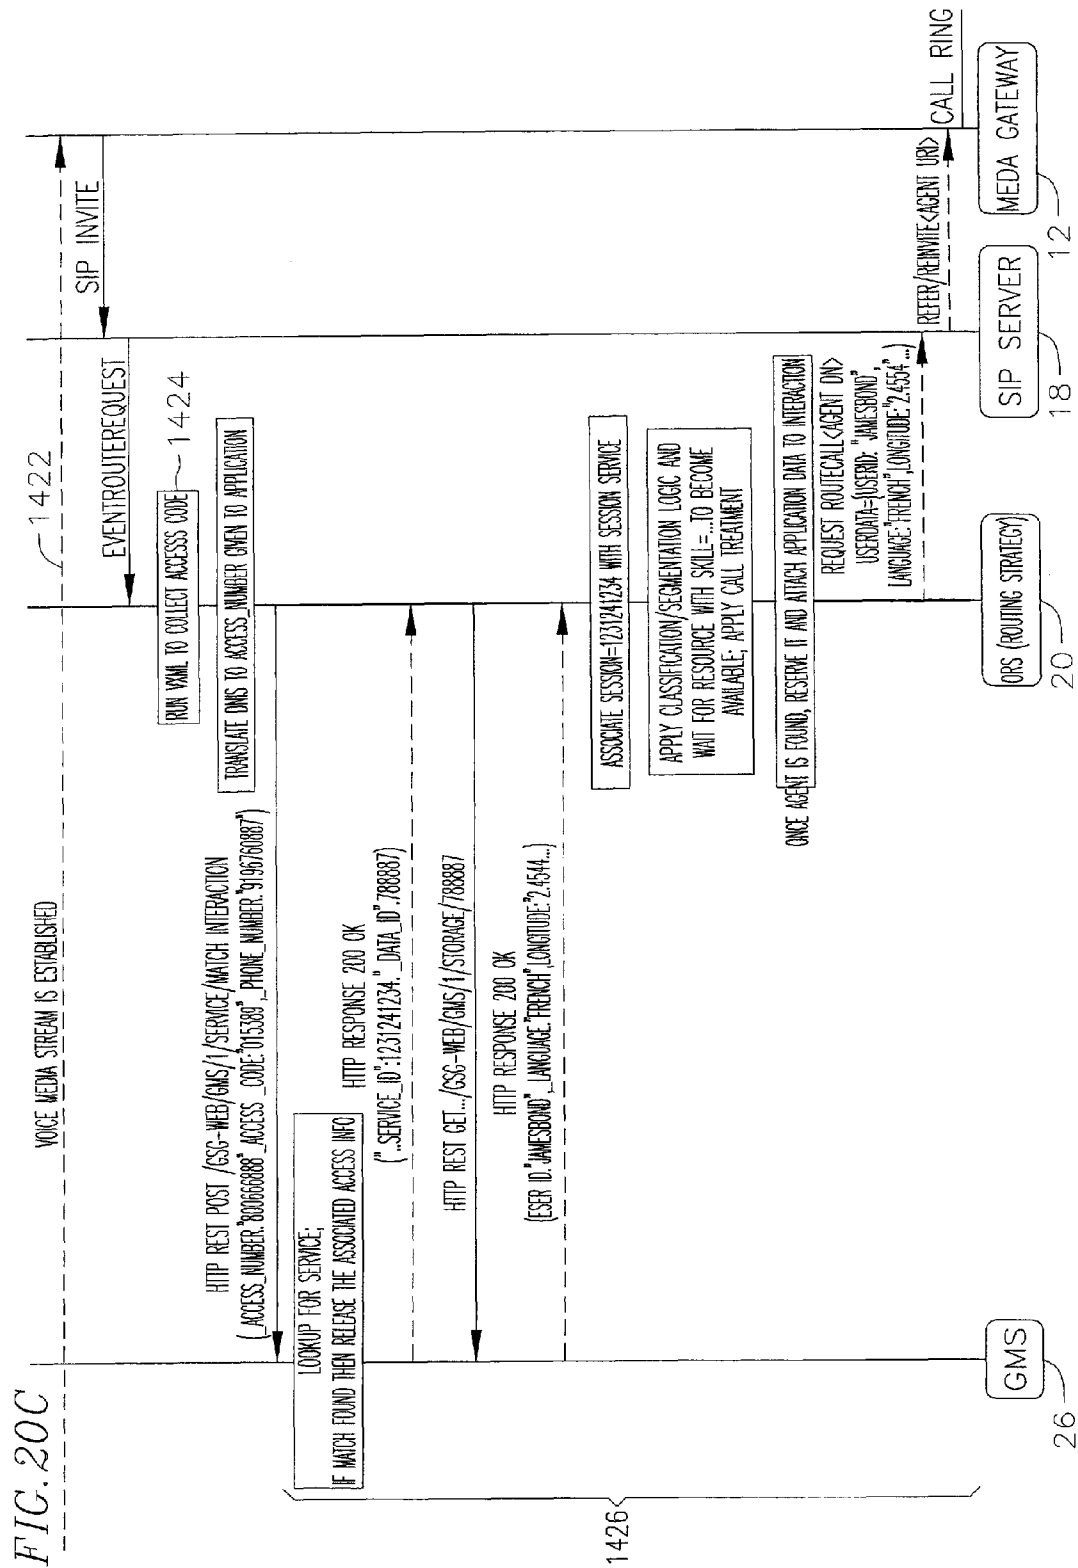 FIG. 20C
VOICE MEDIA STREAM IS ESTABLISHED
1422
SIP INVITE
EVENTROUTEREQUEST
RUN VXML TO COLLECT ACCESSS CODE
1424
TRANSLATE DNIS TO ACCESS_NUMBER GIVEN TO APPLICATION
HTTP REST POST /GSG-WEB/GMS/1/SERVICE/MATCH INTERACTION
{_ACCESS_NUMBER:"800666888"_ACCESS_CODE:"015389",_PHONE_NUMBER:"9196760887"}
LOOKUP FOR SERVICE;
IF MATCH FOUND THEN RELEASE THE ASSOCIATED ACCESS INFO
HTTP RESPONSE 200 OK
{"..SERVICE_ID":1231241234."_DATA_ID".788887}
HTTP REST GET.../GSG-WEB/GMS/1/STORAGE/788887
HTTP RESPONSE 200 OK
{ESER ID."JAMESBOND",_LANGUAGE."FRENCH",LONGITUDE:"2.4544...}
ASSOCIATE SESSION=1231241234 WITH SESSION SERVICE
APPLY CLASSIFICATION/SEGMENTATION LOGIC AND
WAIT FOR RESOURCE WITH SKILL=...TO BECOME
AVAILABLE; APPLY CALL TREATMENT
ONCE AGENT IS FOUND, RESERVE IT AND ATTACH APPLICATION DATA TO INTERACTION
REQUEST ROUTECALL<AGENT DN>
USERDATA={USERID: "JAMESBOND",
LANGUAGE:"FRENCH",LONGITUDE:"2.4554...}
REFER/REINVITE<AGENT URI>
CALL RING
1426
GMS
26
ORS (ROUTING STRATEGY)
20
SIP SERVER
18
MEDA GATEWAY
12